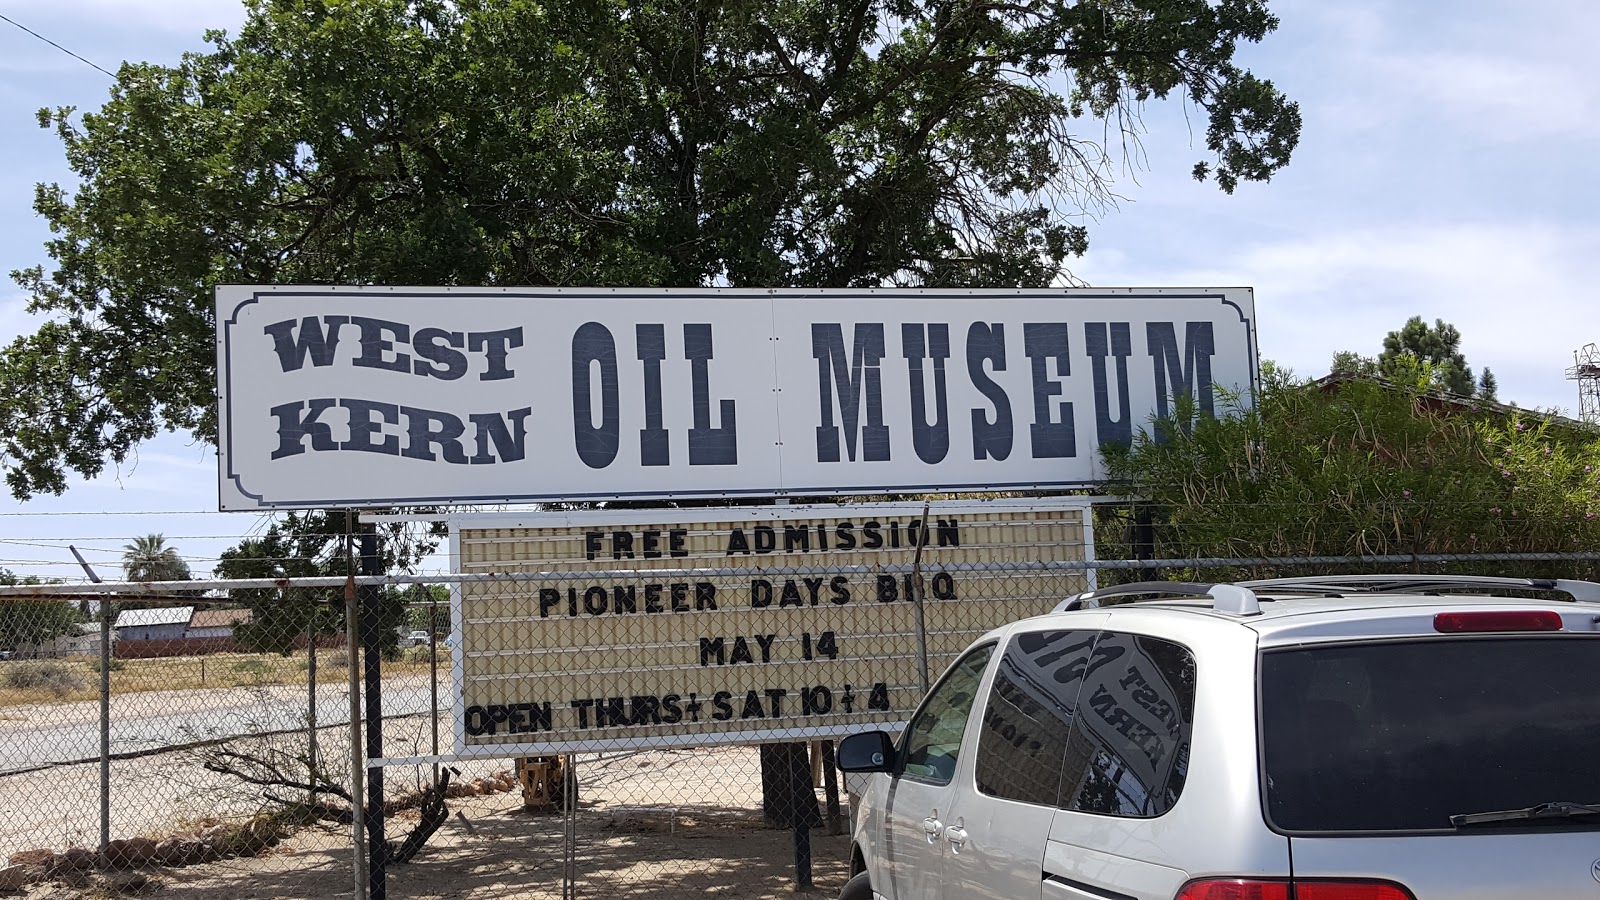 WEST
KERN
OIL MUSEUM
FREE ADMISSION
PIONEER DAYS BBQ
MAY 14
OPEN THURS + SAT 10 + 4